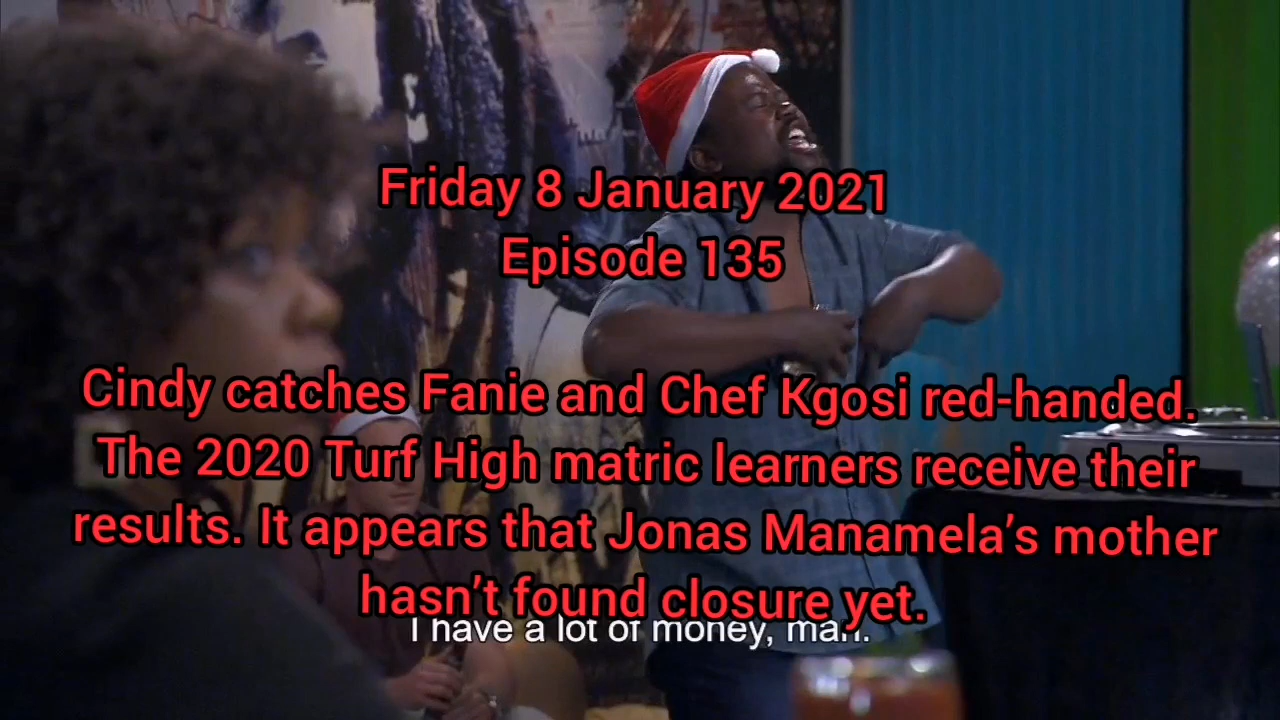 Friday 8 January 2021
Episode 135
Cindy catches Fanie and Chef Kgosi red-handed.
The 2020 Turf High matric learners receive their
results. It appears that Jonas Manamela’s mother
hasn’t found closure yet.
I have a lot of money, man.